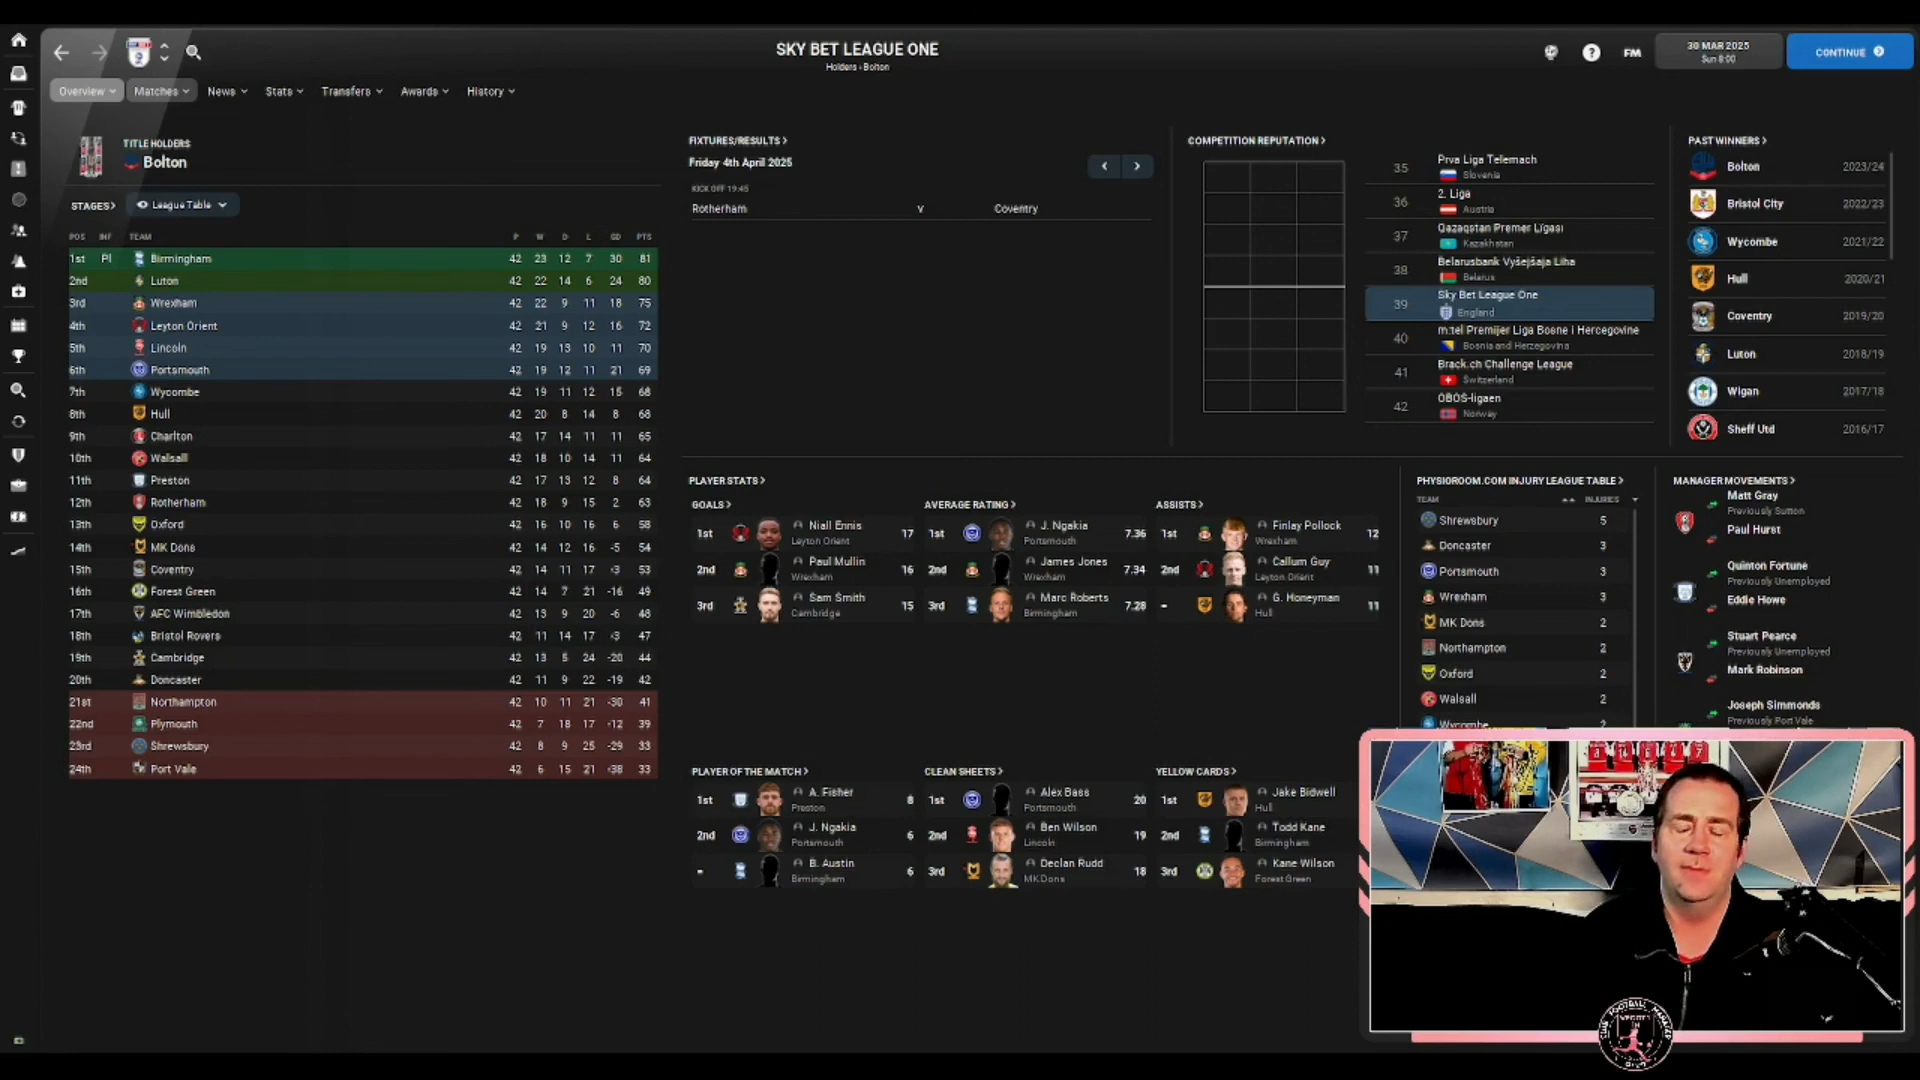 SKY BET LEAGUE ONE
Holders - Bolton
FM
30 MAR 2025
Sun 8:00
CONTINUE
Overview
Matches
News
Stats
Transfers
Awards
History
TITLE HOLDERS
Bolton
STAGES>
League Table
POS INF TEAM P W D L GD PTS
1st Pl Birmingham 42 23 12 7 30 81
2nd Luton 42 22 14 6 24 80
3rd Wrexham 42 22 9 11 18 75
4th Leyton Orient 42 21 9 12 16 72
5th Lincoln 42 19 13 10 11 70
6th Portsmouth 42 19 12 11 21 69
7th Wycombe 42 19 11 12 15 68
8th Hull 42 20 8 14 8 68
9th Charlton 42 17 14 11 11 65
10th Walsall 42 18 10 14 11 64
11th Preston 42 17 13 12 8 64
12th Rotherham 42 18 9 15 2 63
13th Oxford 42 16 10 16 6 58
14th MK Dons 42 14 12 16 -5 54
15th Coventry 42 14 11 17 -3 53
16th Forest Green 42 14 7 21 -16 49
17th AFC Wimbledon 42 13 9 20 -6 48
18th Bristol Rovers 42 11 14 17 -3 47
19th Cambridge 42 13 5 24 -20 44
20th Doncaster 42 11 9 22 -19 42
21st Northampton 42 10 11 21 -30 41
22nd Plymouth 42 7 18 17 -12 39
23rd Shrewsbury 42 8 9 25 -29 33
24th Port Vale 42 6 15 21 -38 33
FIXTURES/RESULTS >
Friday 4th April 2025
KICK OFF 19:45
Rotherham v Coventry
COMPETITION REPUTATION >
35 Prva Liga Telemach
Slovenia
36 2. Liga
Austria
37 Qazaqstan Premer Ligasi
Kazakhstan
38 Belarusbank Vyšejšaja Liha
Belarus
39 Sky Bet League One
England
40 m:tel Premijer Liga Bosne i Hercegovine
Bosnia and Herzegovina
41 Brack.ch Challenge League
Switzerland
42 OBOS-ligaen
Norway
PAST WINNERS >
Bolton 2023/24
Bristol City 2022/23
Wycombe 2021/22
Hull 2020/21
Coventry 2019/20
Luton 2018/19
Wigan 2017/18
Sheff Utd 2016/17
PLAYER STATS >
GOALS >
1st Niall Ennis 17
Leyton Orient
2nd Paul Mullin 16
Wrexham
3rd Sam Smith 15
Cambridge
AVERAGE RATING >
1st J. Ngakia 7.36
Portsmouth
2nd James Jones 7.34
Wrexham
3rd Marc Roberts 7.28
Birmingham
ASSISTS >
1st Finlay Pollock 12
Wrexham
2nd Callum Guy 11
Leyton Orient
- G. Honeyman 11
Hull
PLAYER OF THE MATCH >
1st A. Fisher 8
Preston
2nd J. Ngakia 6
Portsmouth
- B. Austin 6
Birmingham
CLEAN SHEETS >
1st Alex Bass 20
Portsmouth
2nd Ben Wilson 19
Lincoln
3rd Declan Rudd 18
MK Dons
YELLOW CARDS >
1st Jake Bidwell
Hull
2nd Todd Kane
Birmingham
3rd Kane Wilson
Forest Green
PHYSIOROOM.COM INJURY LEAGUE TABLE >
TEAM INJURIES
Shrewsbury 5
Doncaster 3
Portsmouth 3
Wrexham 3
MK Dons 2
Northampton 2
Oxford 2
Walsall 2
Wycombe 2
MANAGER MOVEMENTS >
Matt Gray
Previously Sutton
Paul Hurst
Quinton Fortune
Previously Unemployed
Eddie Howe
Stuart Pearce
Previously Unemployed
Mark Robinson
Joseph Simmonds
Previously Port Vale